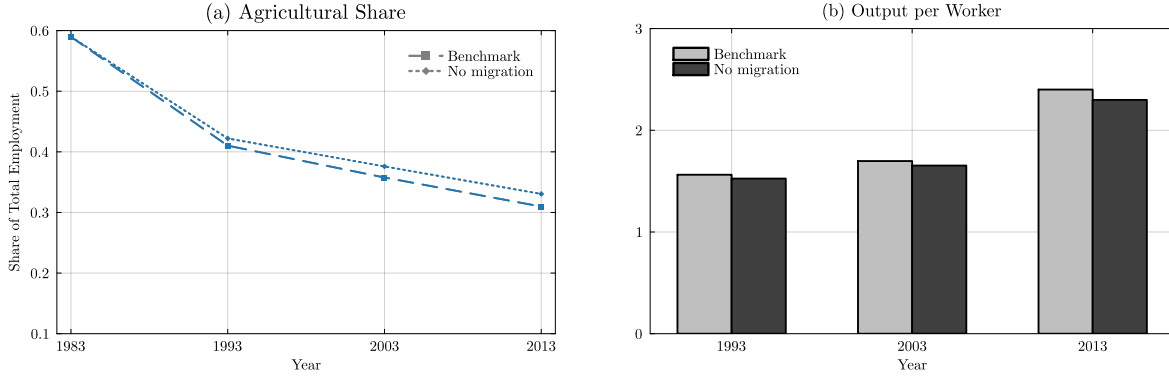 (a) Agricultural Share
0.6
0.5
0.4
0.3
0.2
0.1
Share of Total Employment
Benchmark
No migration
1983
1993
2003
2013
Year
(b) Output per Worker
3
2
1
0
Benchmark
No migration
1993
2003
2013
Year